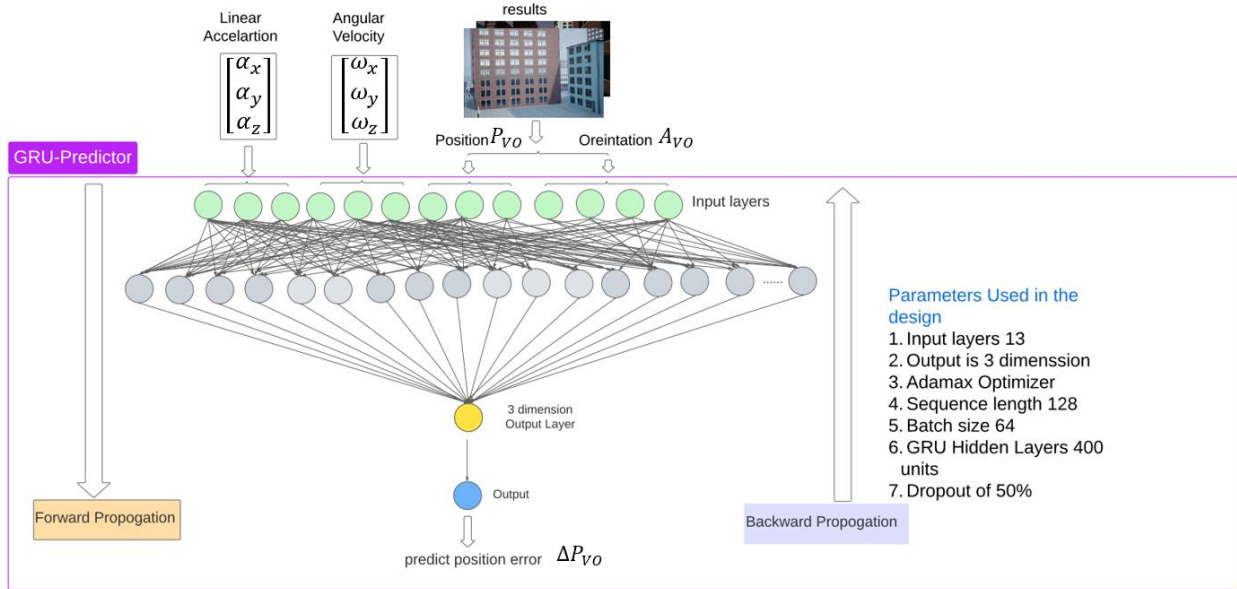 results
Linear
Accelartion
Angular
Velocity
α_x
α_y
α_z
ω_x
ω_y
ω_z
Position P_VO
Oreintation A_VO
GRU-Predictor
Input layers
......
3 dimension
Output Layer
Output
predict position error ΔP_VO
Forward Propogation
Backward Propogation
Parameters Used in the
design
1. Input layers 13
2. Output is 3 dimenssion
3. Adamax Optimizer
4. Sequence length 128
5. Batch size 64
6. GRU Hidden Layers 400
units
7. Dropout of 50%